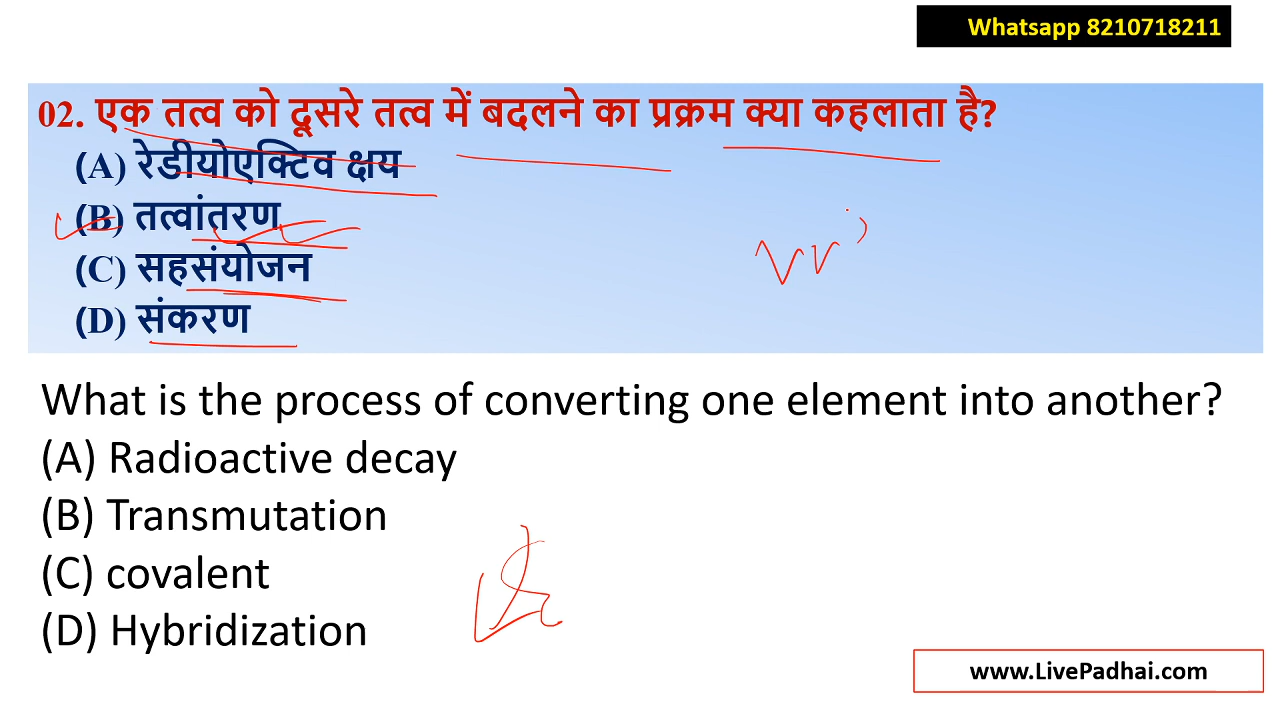 Whatsapp 8210718211
02. एक तत्व को दूसरे तत्व में बदलने का प्रक्रम क्या कहलाता है?
(A) रेडीयोएक्टिव क्षय
(B) तत्वांतरण
(C) सहसंयोजन
(D) संकरण
What is the process of converting one element into another?
(A) Radioactive decay
(B) Transmutation
(C) covalent
(D) Hybridization
www.LivePadhai.com